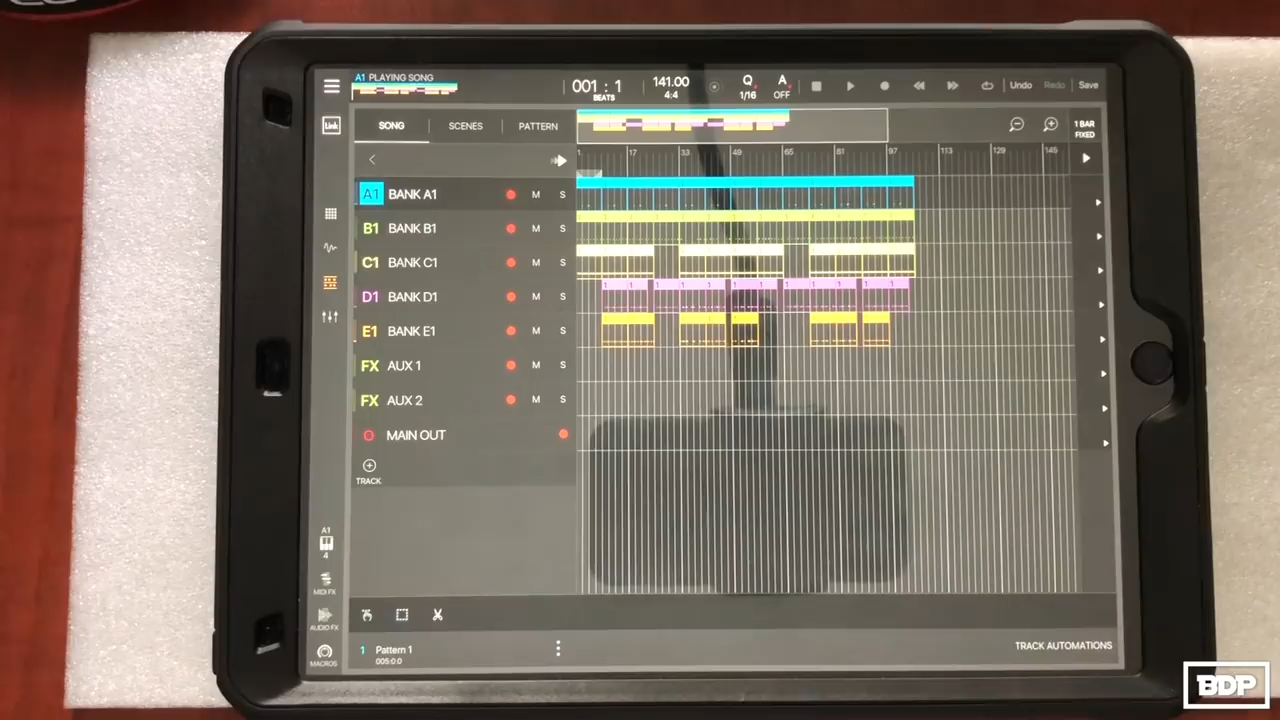 A1 PLAYING SONG
001 : 1
BEATS
141.00
4:4
Q
1/16
A
OFF
Undo
Redo
Save
Link
SONG
SCENES
PATTERN
1 BAR
FIXED
1
17
33
49
65
81
97
113
129
145
A1 BANK A1 M S
B1 BANK B1 M S
C1 BANK C1 M S
D1 BANK D1 M S
E1 BANK E1 M S
FX AUX 1 M S
FX AUX 2 M S
MAIN OUT
TRACK
A1
4
MIDI FX
AUDIO FX
MACROS
1 Pattern 1
005:0.0
TRACK AUTOMATIONS
BDP